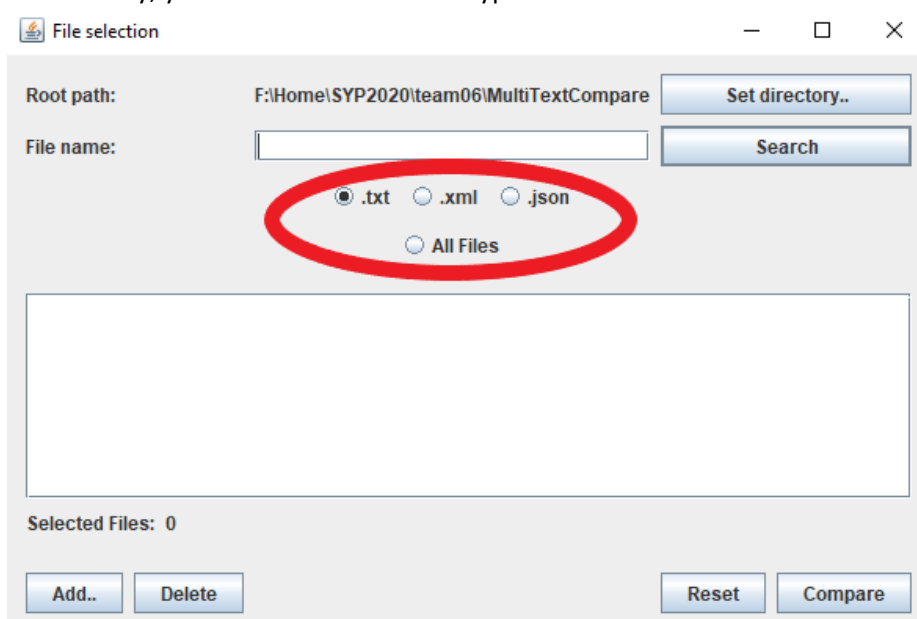 File selection
Root path: F:\Home\SYP2020\team06\MultiTextCompare Set directory..
File name: Search
.txt .xml .json
All Files
Selected Files: 0
Add.. Delete Reset Compare